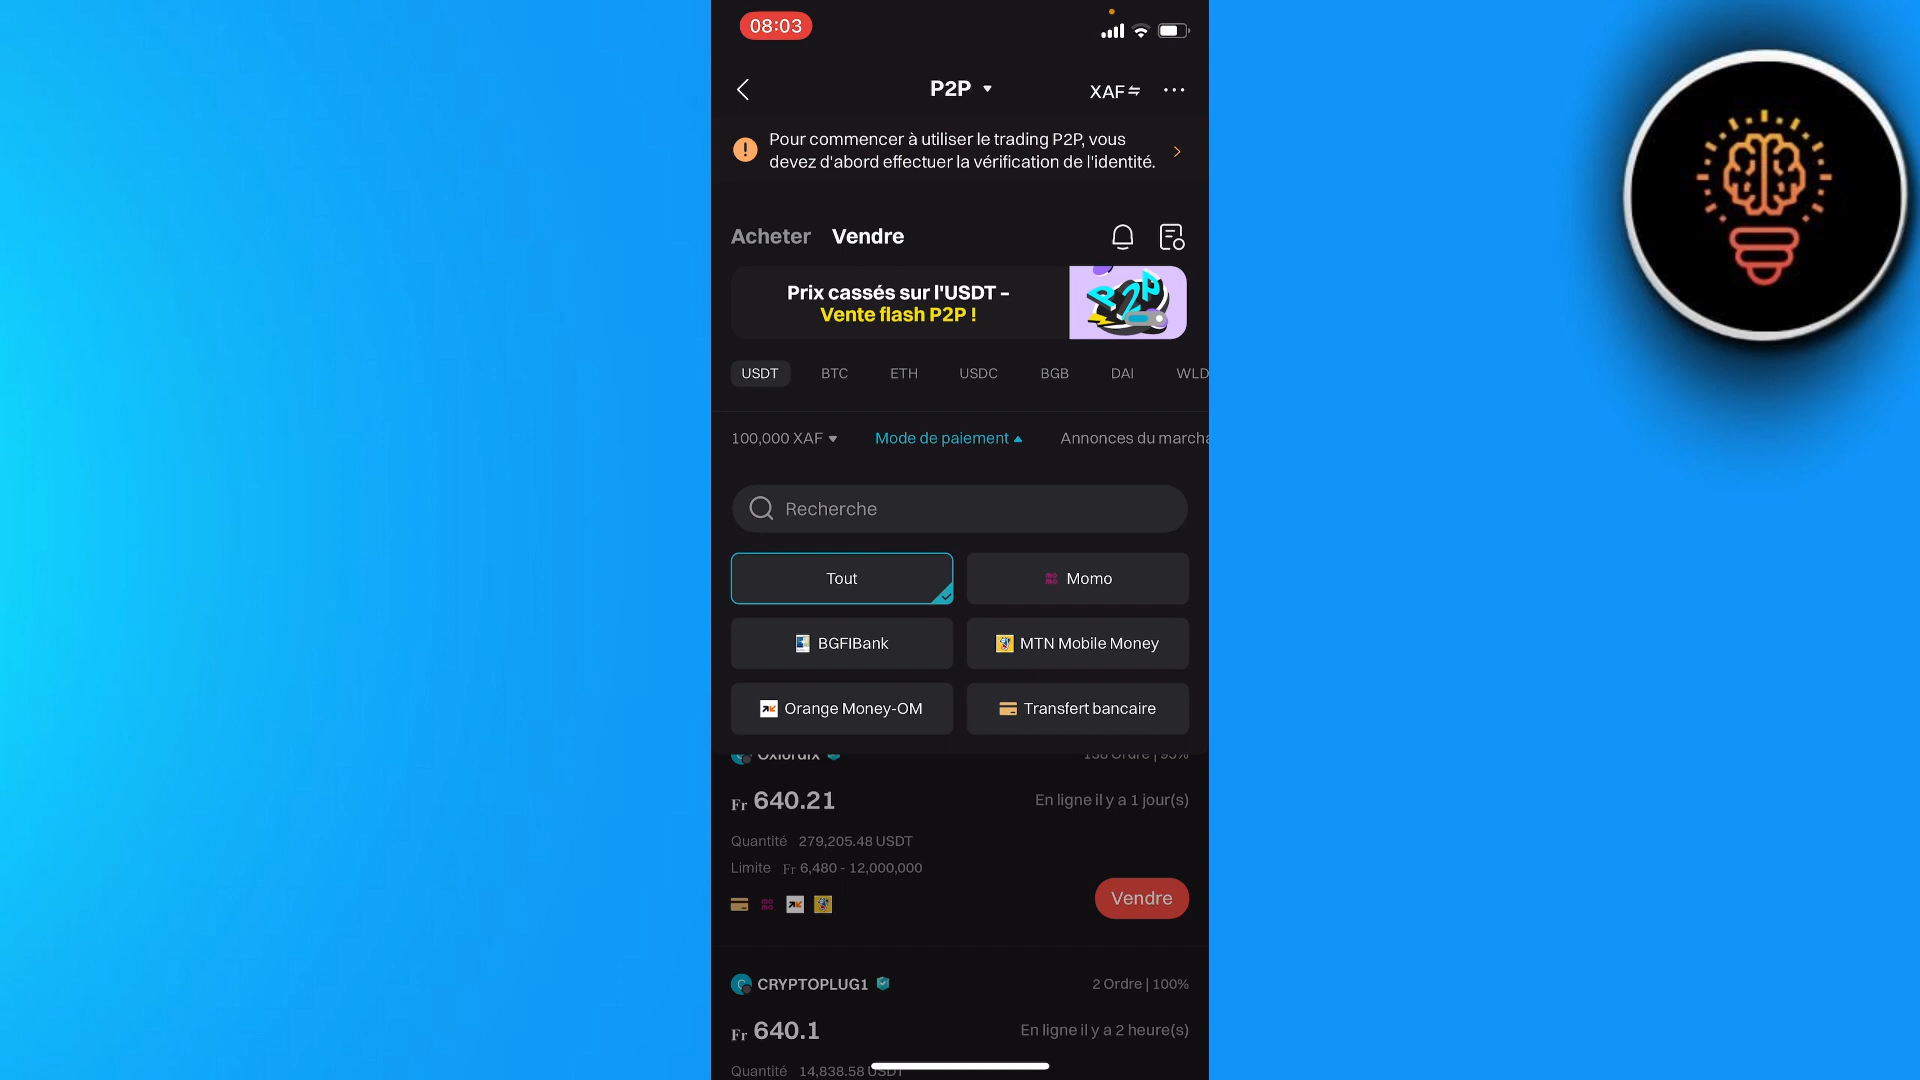 08:03
P2P
XAF
Pour commencer à utiliser le trading P2P, vous
devez d'abord effectuer la vérification de l'identité.
Acheter Vendre
Prix cassés sur l'USDT –
Vente flash P2P !
P2P
USDT BTC ETH USDC BGB DAI WLD
100,000 XAF Mode de paiement Annonces du marcha
Recherche
Tout Momo
BGFIBank MTN Mobile Money
Orange Money-OM Transfert bancaire
Fr 640.21 En ligne il y a 1 jour(s)
Quantité 279,205.48 USDT
Limite Fr 6,480 - 12,000,000
Vendre
CRYPTOPLUG1 2 Ordre | 100%
Fr 640.1 En ligne il y a 2 heure(s)
Quantité 14,838.58 USDT